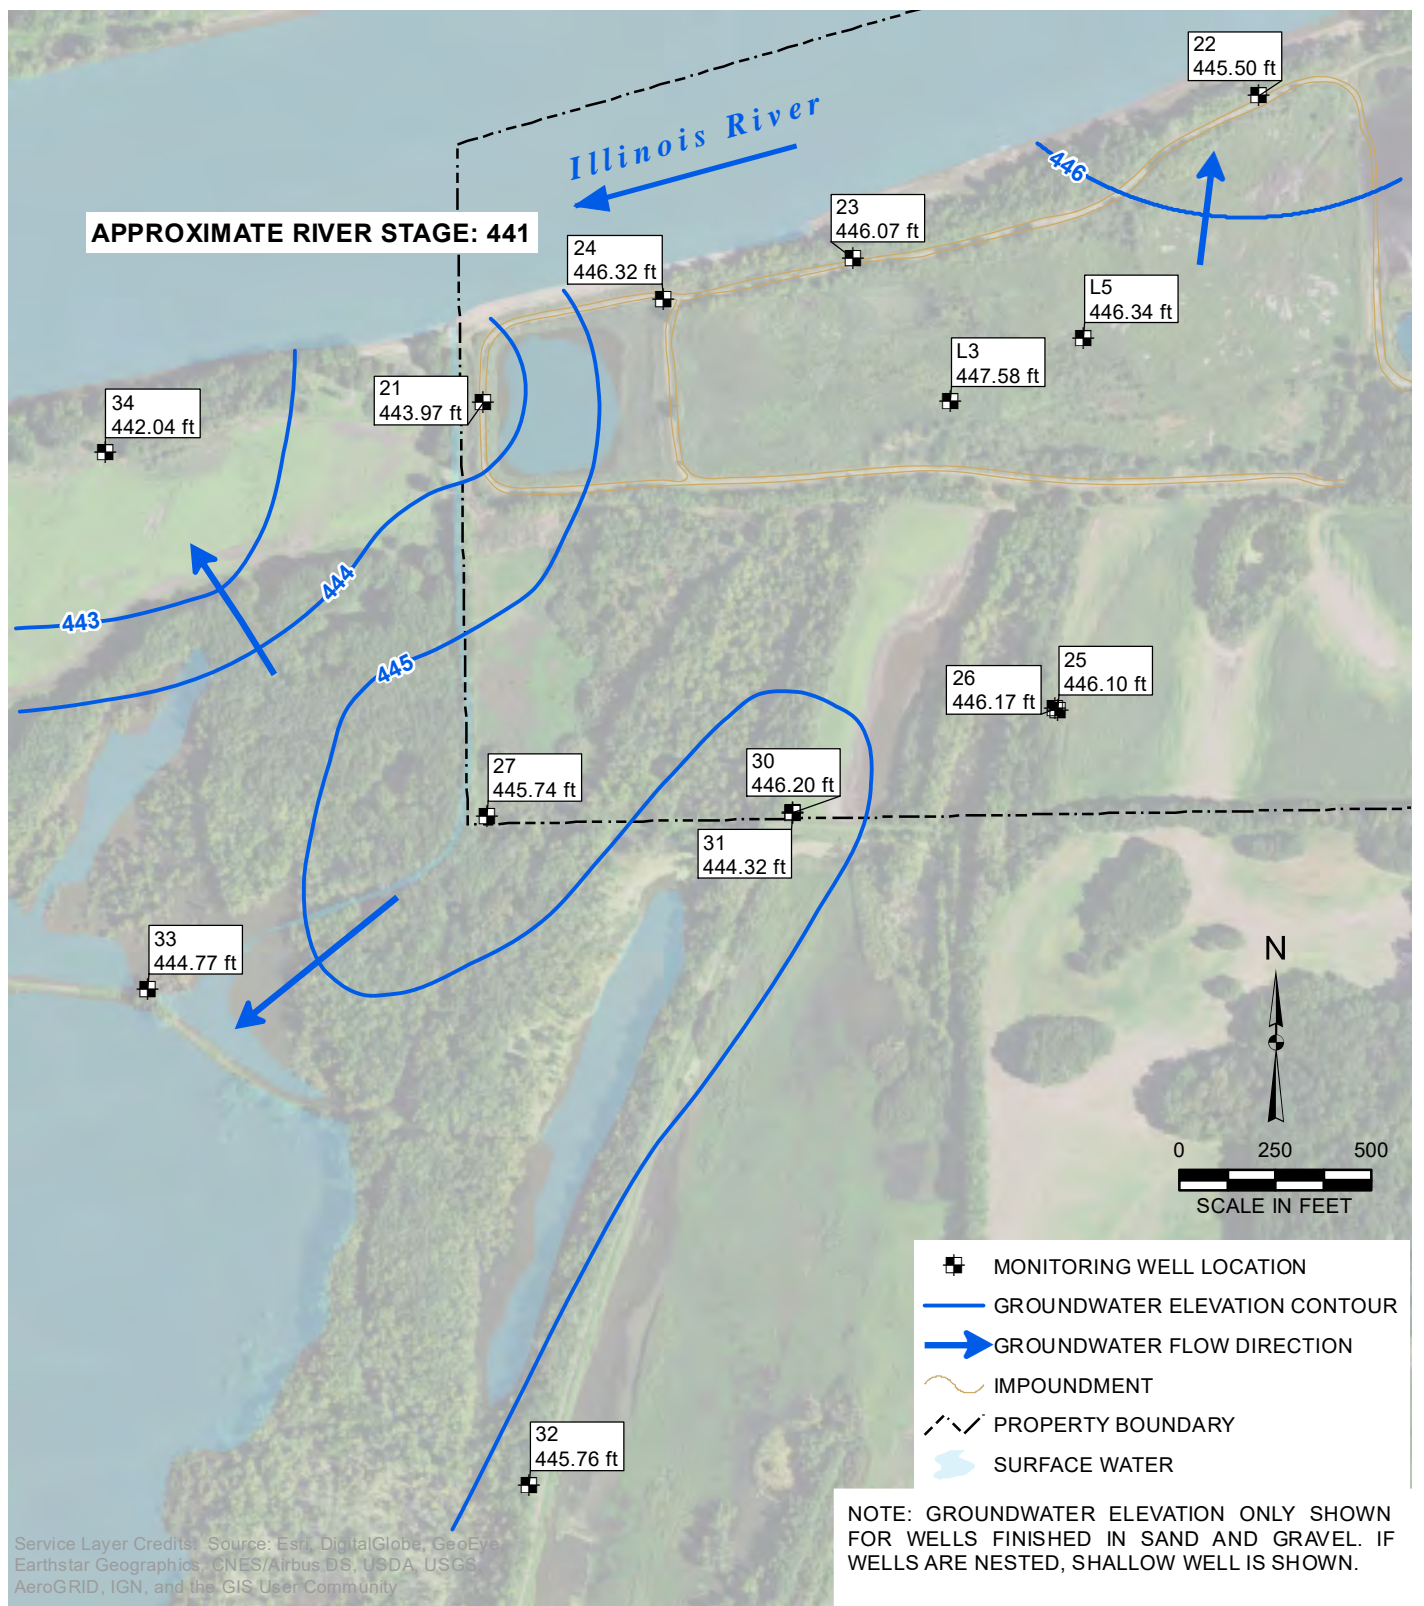 22
445.50 ft
Illinois River
446
23
446.07 ft
APPROXIMATE RIVER STAGE: 441
24
446.32 ft
L5
446.34 ft
L3
447.58 ft
21
443.97 ft
34
442.04 ft
444
443
445
25
446.10 ft
26
446.17 ft
27
445.74 ft
30
446.20 ft
31
444.32 ft
33
444.77 ft
N
0 250 500
SCALE IN FEET
MONITORING WELL LOCATION
GROUNDWATER ELEVATION CONTOUR
GROUNDWATER FLOW DIRECTION
IMPOUNDMENT
PROPERTY BOUNDARY
SURFACE WATER
32
445.76 ft
NOTE: GROUNDWATER ELEVATION ONLY SHOWN
FOR WELLS FINISHED IN SAND AND GRAVEL. IF
WELLS ARE NESTED, SHALLOW WELL IS SHOWN.
Service Layer Credits: Source: Esri, DigitalGlobe, GeoEye,
Earthstar Geographics, CNES/Airbus DS, USDA, USGS,
AeroGRID, IGN, and the GIS User Community